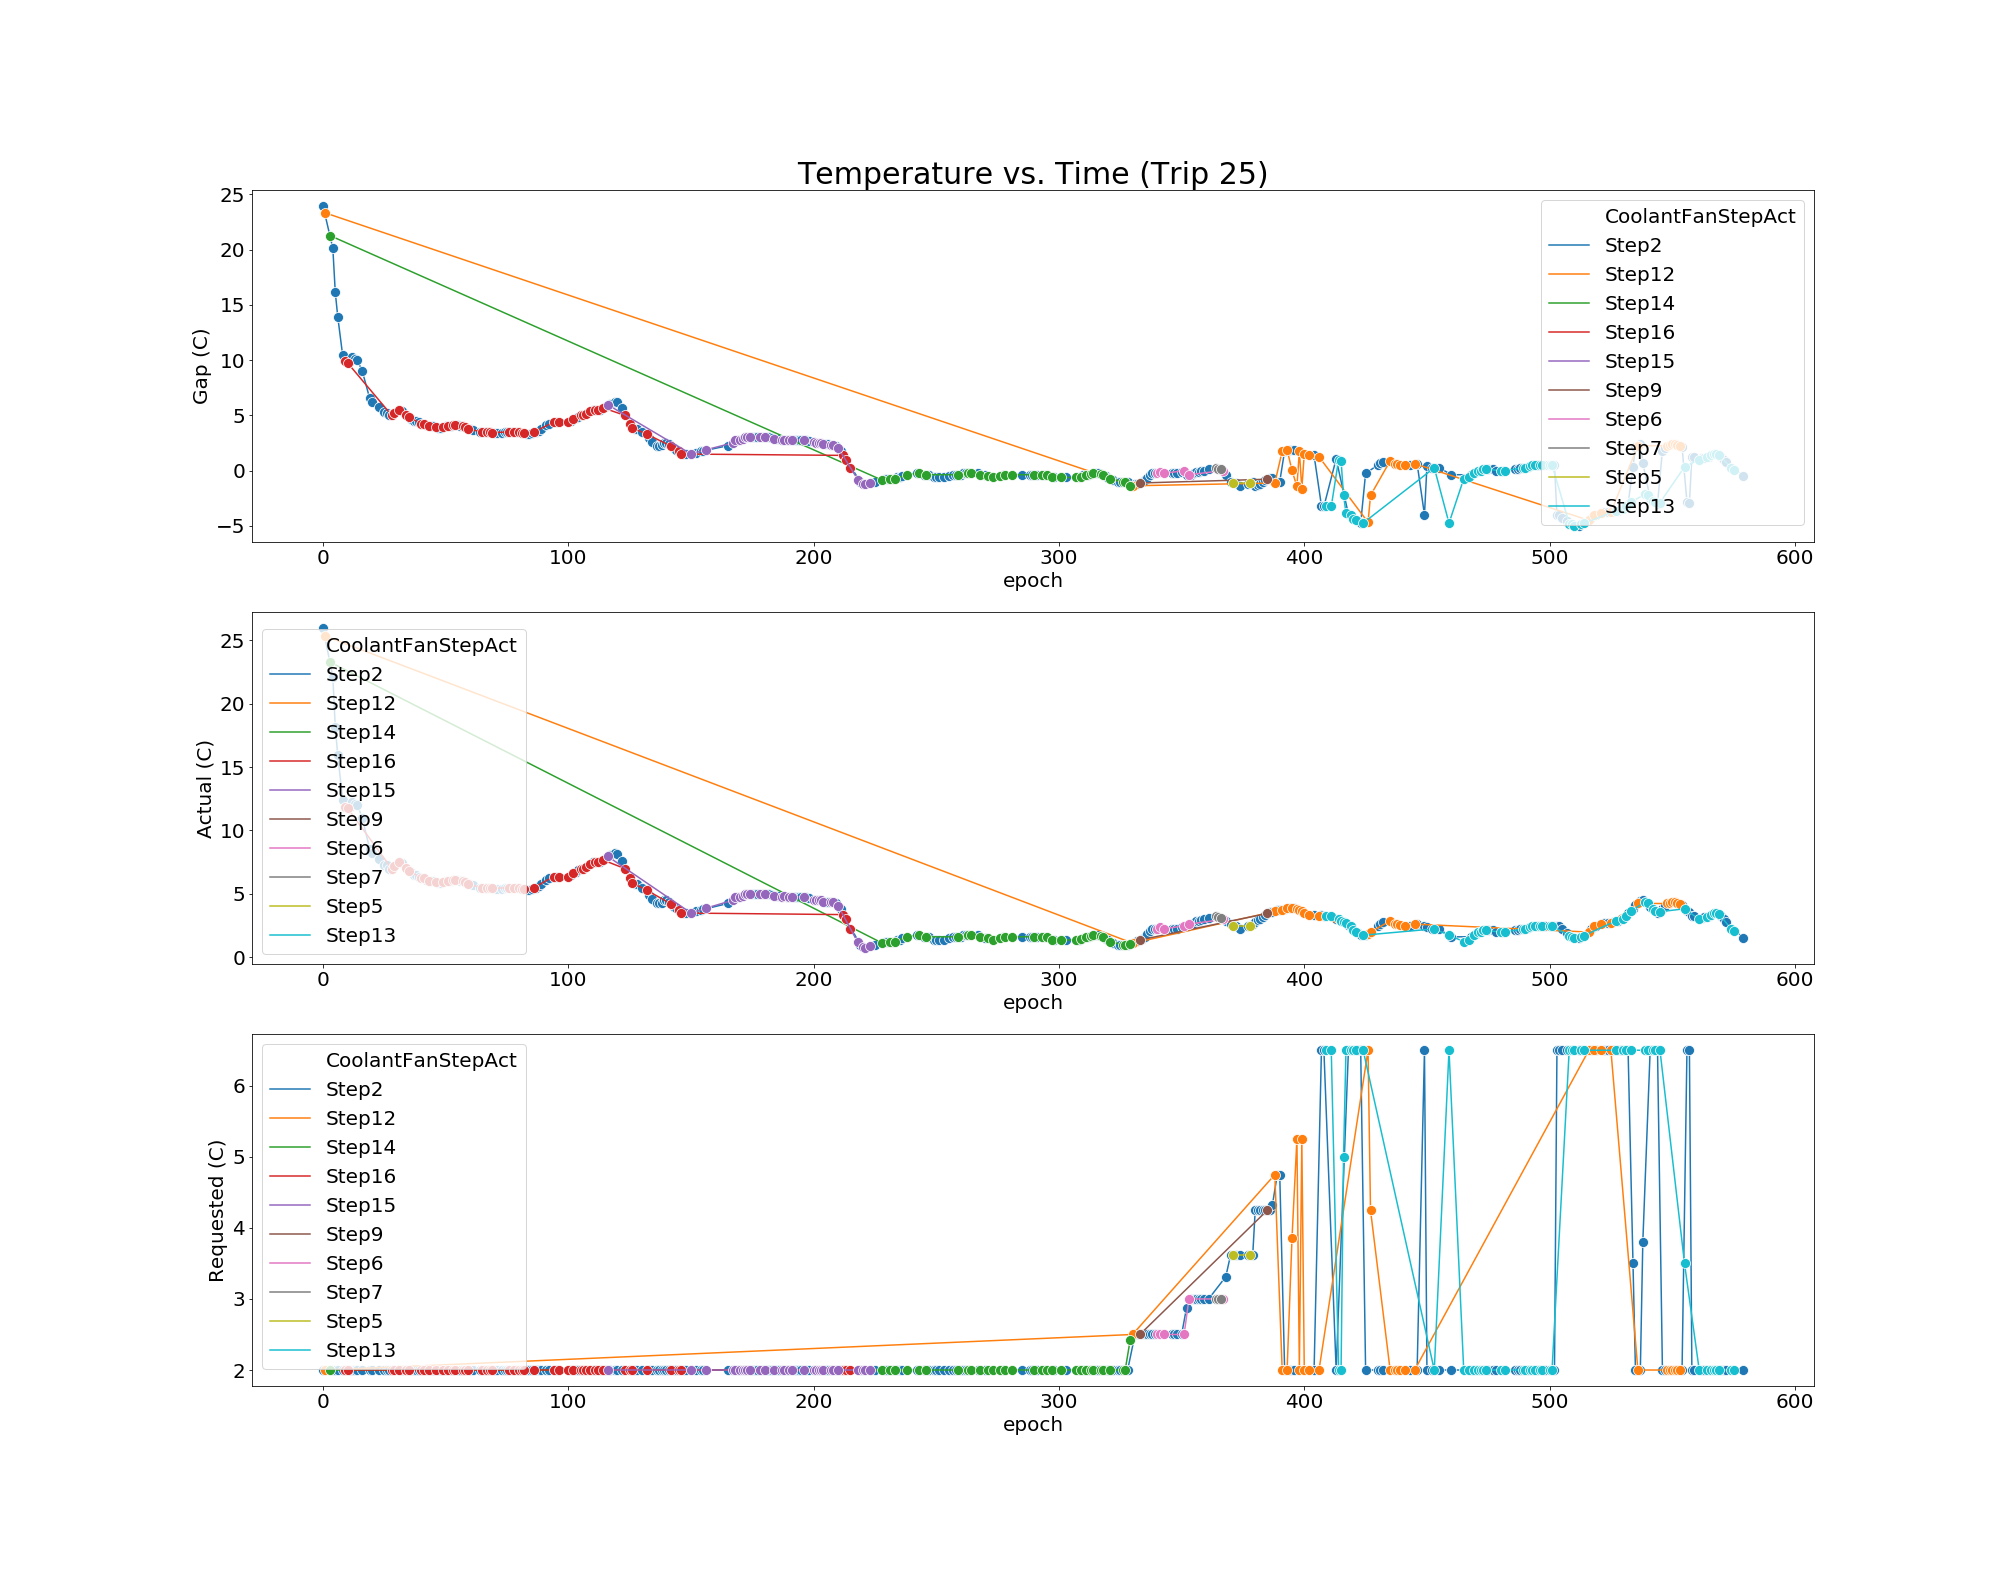 Temperature vs. Time (Trip 25)
25
20
15
10
5
0
−5
Gap (C)
CoolantFanStepAct
Step2
Step12
Step14
Step16
Step15
Step9
Step6
Step7
Step5
Step13
0 100 200 300 400 500 600
epoch
25
20
15
10
5
0
Actual (C)
CoolantFanStepAct
Step2
Step12
Step14
Step16
Step15
Step9
Step6
Step7
Step5
Step13
0 100 200 300 400 500 600
epoch
6
5
4
3
2
Requested (C)
CoolantFanStepAct
Step2
Step12
Step14
Step16
Step15
Step9
Step6
Step7
Step5
Step13
0 100 200 300 400 500 600
epoch